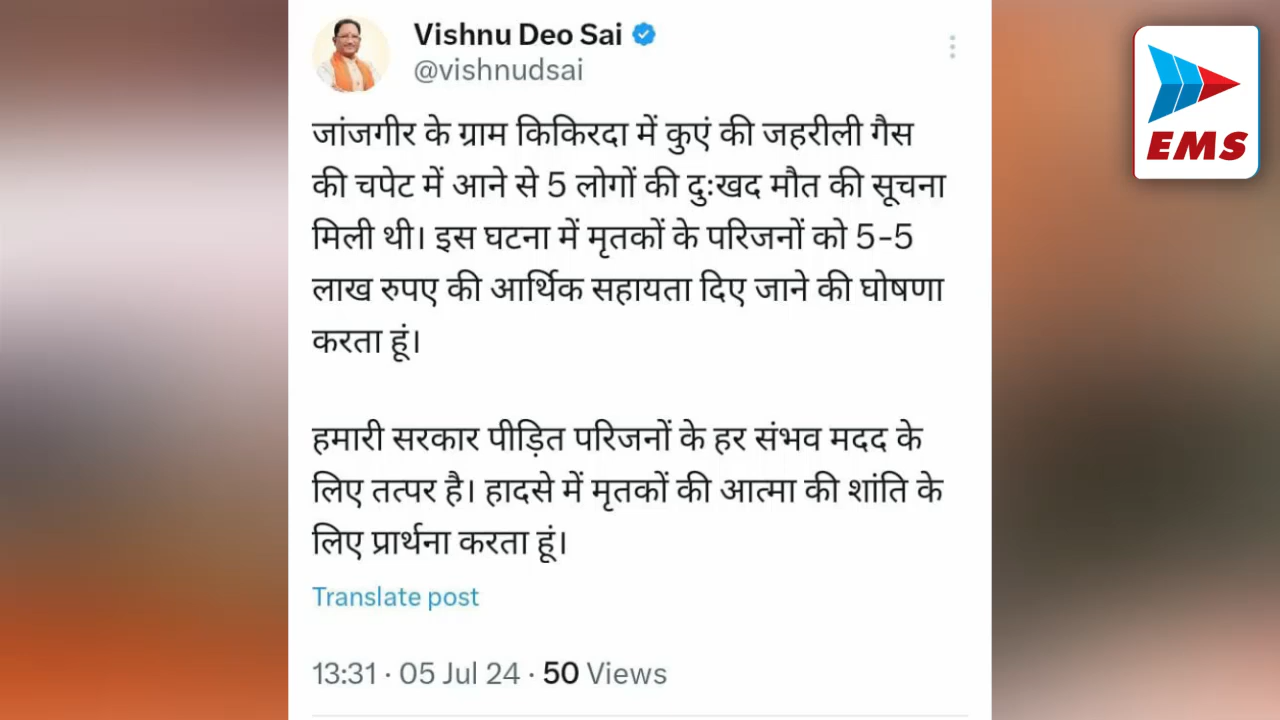 Vishnu Deo Sai
@vishnudsai
EMS
जांजगीर के ग्राम किकिरदा में कुएं की जहरीली गैस
की चपेट में आने से 5 लोगों की दुःखद मौत की सूचना
मिली थी। इस घटना में मृतकों के परिजनों को 5-5
लाख रुपए की आर्थिक सहायता दिए जाने की घोषणा
करता हूं।
हमारी सरकार पीड़ित परिजनों के हर संभव मदद के
लिए तत्पर है। हादसे में मृतकों की आत्मा की शांति के
लिए प्रार्थना करता हूं।
Translate post
13:31 · 05 Jul 24 · 50 Views